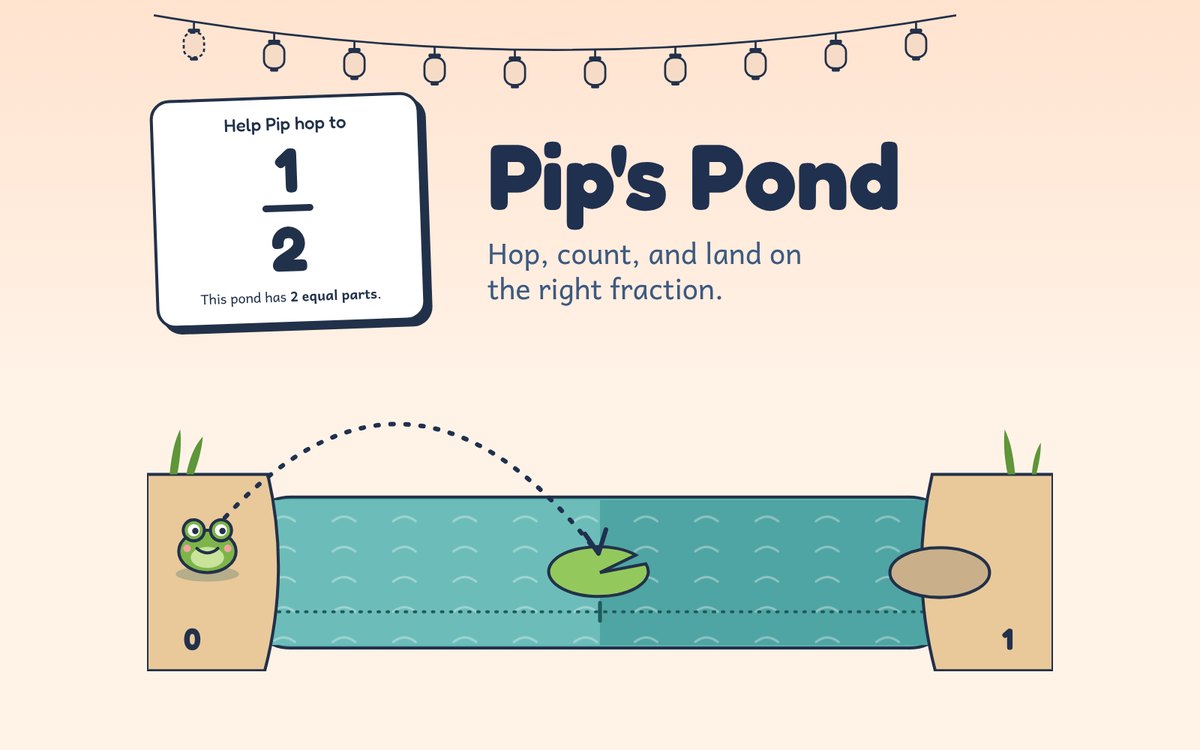 Help Pip hop to
1
2
This pond has 2 equal parts.
Pip's Pond
Hop, count, and land on
the right fraction.
0
1